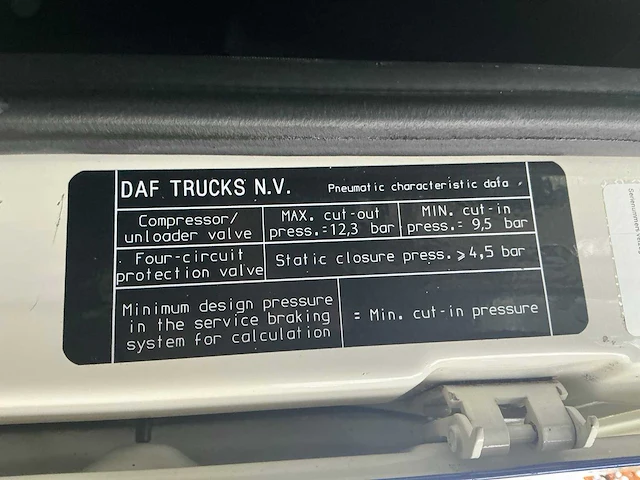 DAF TRUCKS N.V. Pneumatic characteristic data
Compressor/
unloader valve
MAX. cut-out
press.=12,3 bar
MIN. cut-in
press.= 9,5 bar
Four-circuit
protection valve
Static closure press. ⩾4,5 bar
Minimum design pressure
in the service braking
system for calculation
= Min. cut-in pressure